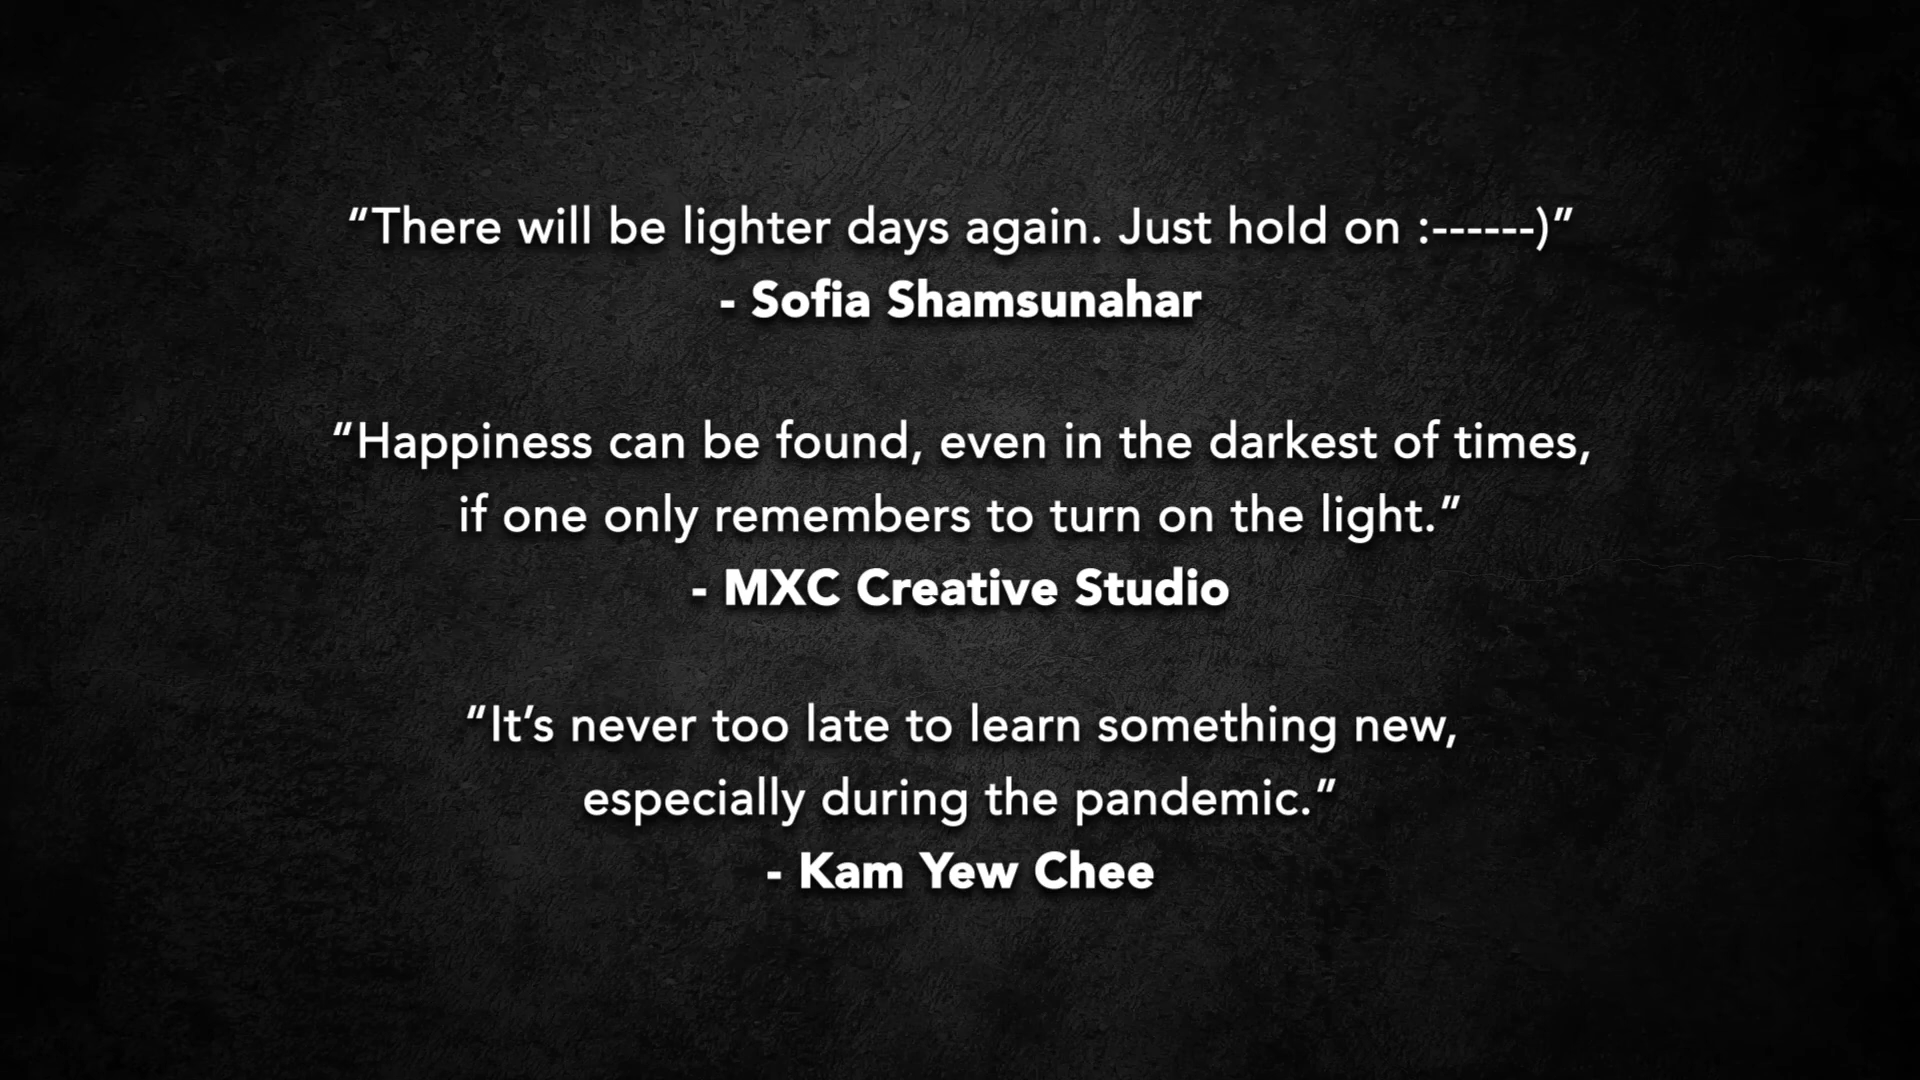 “There will be lighter days again. Just hold on :------)”
- Sofia Shamsunahar
“Happiness can be found, even in the darkest of times,
if one only remembers to turn on the light.”
- MXC Creative Studio
“It’s never too late to learn something new,
especially during the pandemic.”
- Kam Yew Chee